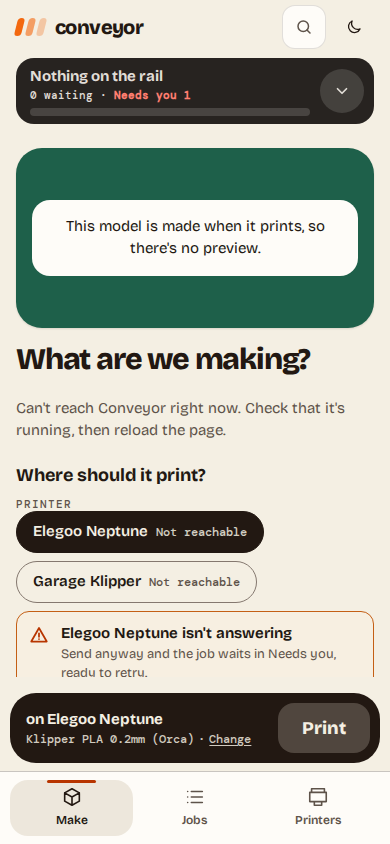 conveyor
Nothing on the rail
0 waiting · Needs you 1
This model is made when it prints, so
there's no preview.
What are we making?
Can't reach Conveyor right now. Check that it's
running, then reload the page.
Where should it print?
PRINTER
Elegoo Neptune Not reachable
Garage Klipper Not reachable
Elegoo Neptune isn't answering
Send anyway and the job waits in Needs you,
ready to retry.
on Elegoo Neptune
Klipper PLA 0.2mm (Orca) · Change
Print
Make
Jobs
Printers